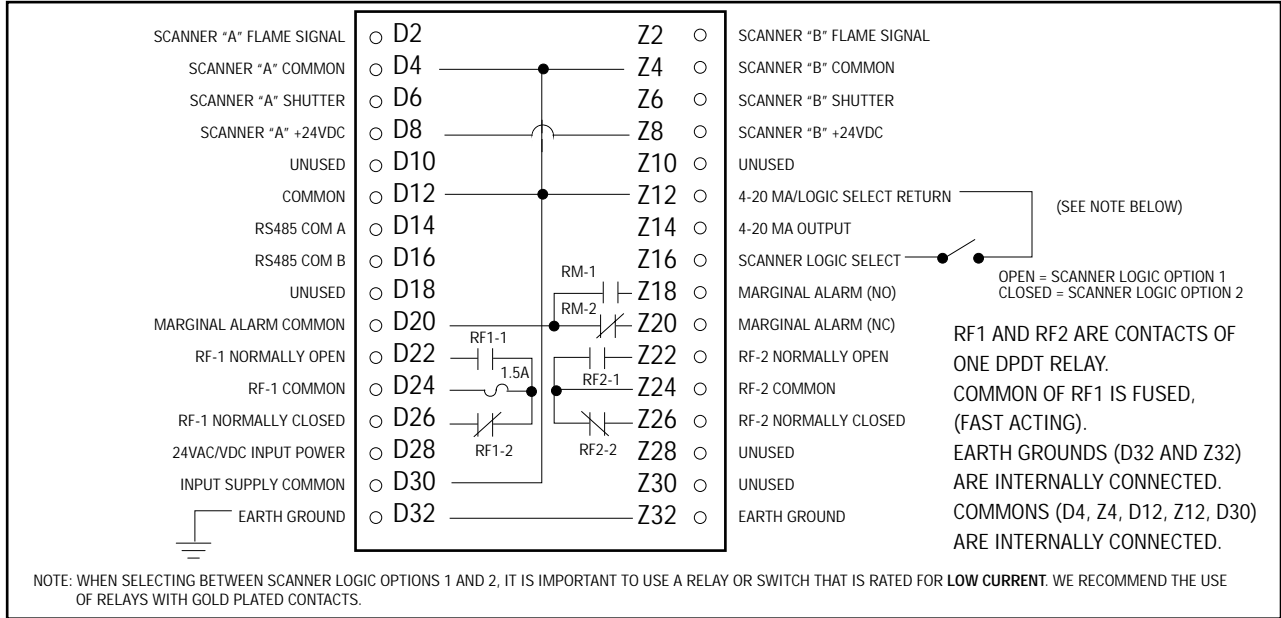 SCANNER "A" FLAME SIGNAL D2 Z2 SCANNER "B" FLAME SIGNAL
SCANNER "A" COMMON D4 Z4 SCANNER "B" COMMON
SCANNER "A" SHUTTER D6 Z6 SCANNER "B" SHUTTER
SCANNER "A" +24VDC D8 Z8 SCANNER "B" +24VDC
UNUSED D10 Z10 UNUSED
COMMON D12 Z12 4-20 MA/LOGIC SELECT RETURN
(SEE NOTE BELOW)
RS485 COM A D14 Z14 4-20 MA OUTPUT
RS485 COM B D16 Z16 SCANNER LOGIC SELECT
OPEN = SCANNER LOGIC OPTION 1
CLOSED = SCANNER LOGIC OPTION 2
RM-1
UNUSED D18 Z18 MARGINAL ALARM (NO)
RM-2
MARGINAL ALARM COMMON D20 Z20 MARGINAL ALARM (NC)
RF1-1
RF-1 NORMALLY OPEN D22 Z22 RF-2 NORMALLY OPEN
1.5A RF2-1
RF-1 COMMON D24 Z24 RF-2 COMMON
RF-1 NORMALLY CLOSED D26 Z26 RF-2 NORMALLY CLOSED
RF1-2 RF2-2
24VAC/VDC INPUT POWER D28 Z28 UNUSED
INPUT SUPPLY COMMON D30 Z30 UNUSED
EARTH GROUND D32 Z32 EARTH GROUND
RF1 AND RF2 ARE CONTACTS OF
ONE DPDT RELAY.
COMMON OF RF1 IS FUSED,
(FAST ACTING).
EARTH GROUNDS (D32 AND Z32)
ARE INTERNALLY CONNECTED.
COMMONS (D4, Z4, D12, Z12, D30)
ARE INTERNALLY CONNECTED.
NOTE: WHEN SELECTING BETWEEN SCANNER LOGIC OPTIONS 1 AND 2, IT IS IMPORTANT TO USE A RELAY OR SWITCH THAT IS RATED FOR LOW CURRENT. WE RECOMMEND THE USE
OF RELAYS WITH GOLD PLATED CONTACTS.